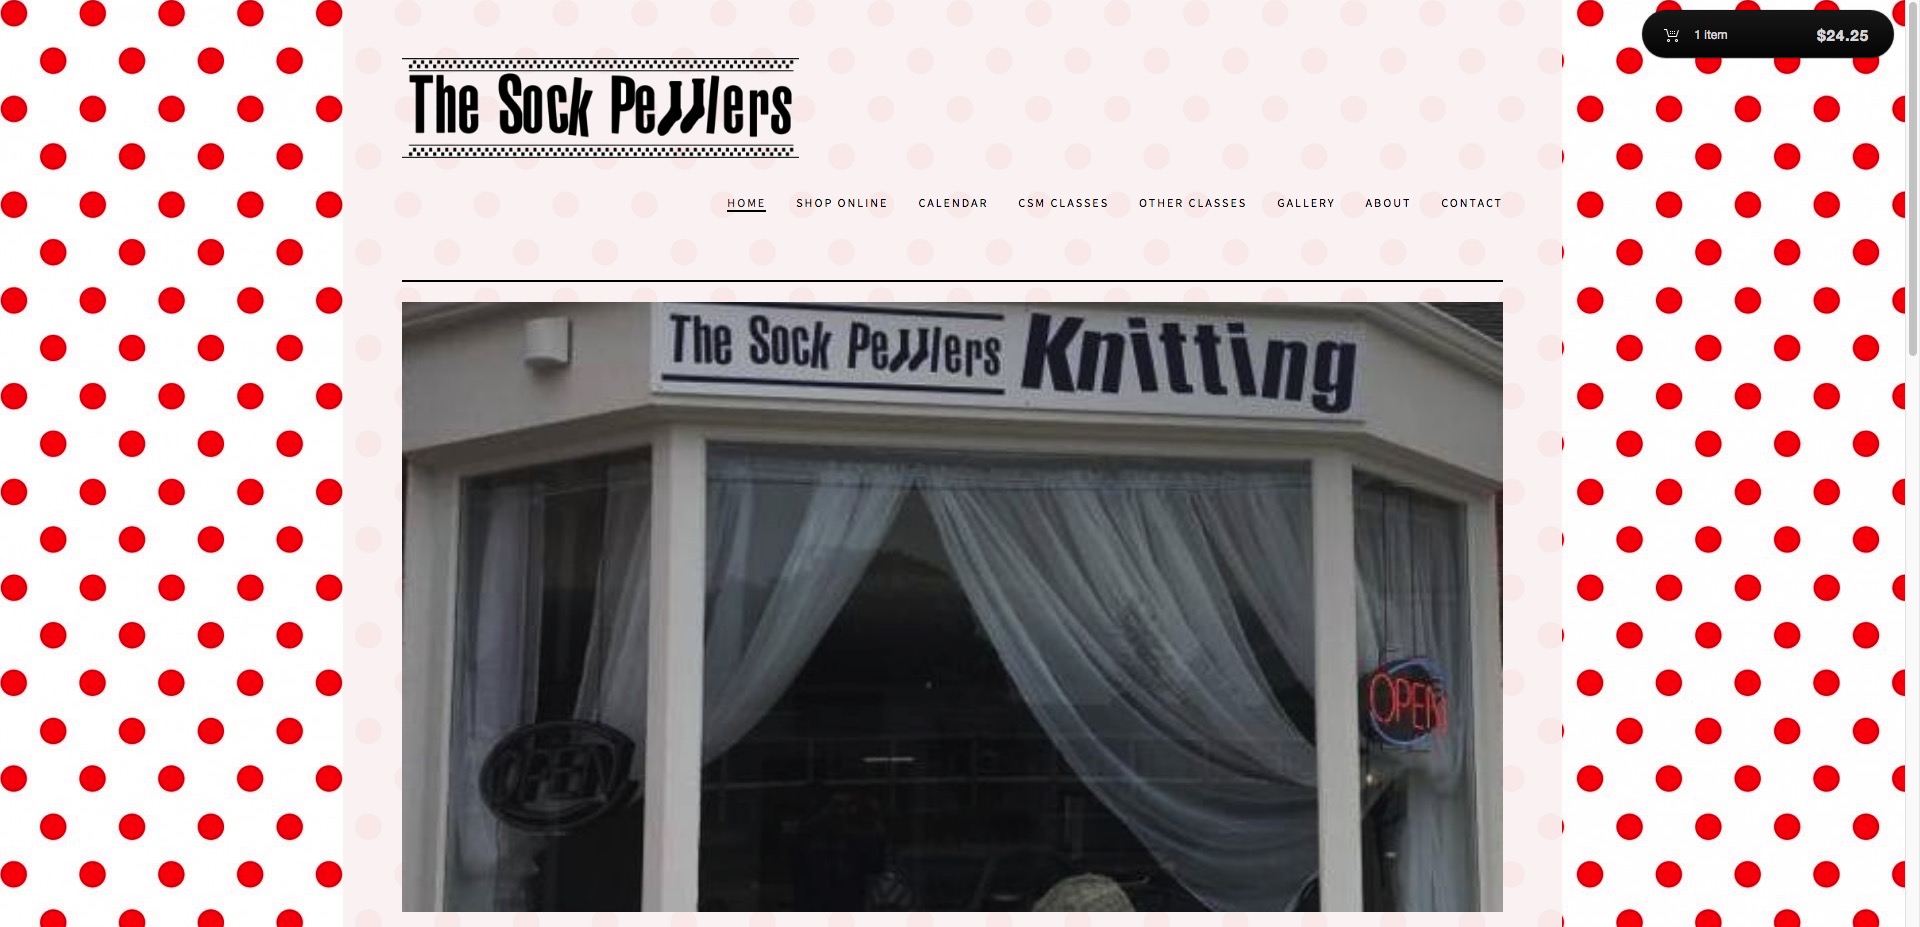 1 item $24.25
The Sock Peddlers
HOME SHOP ONLINE CALENDAR CSM CLASSES OTHER CLASSES GALLERY ABOUT CONTACT
The Sock Peddlers Knitting
OPEN
OPEN